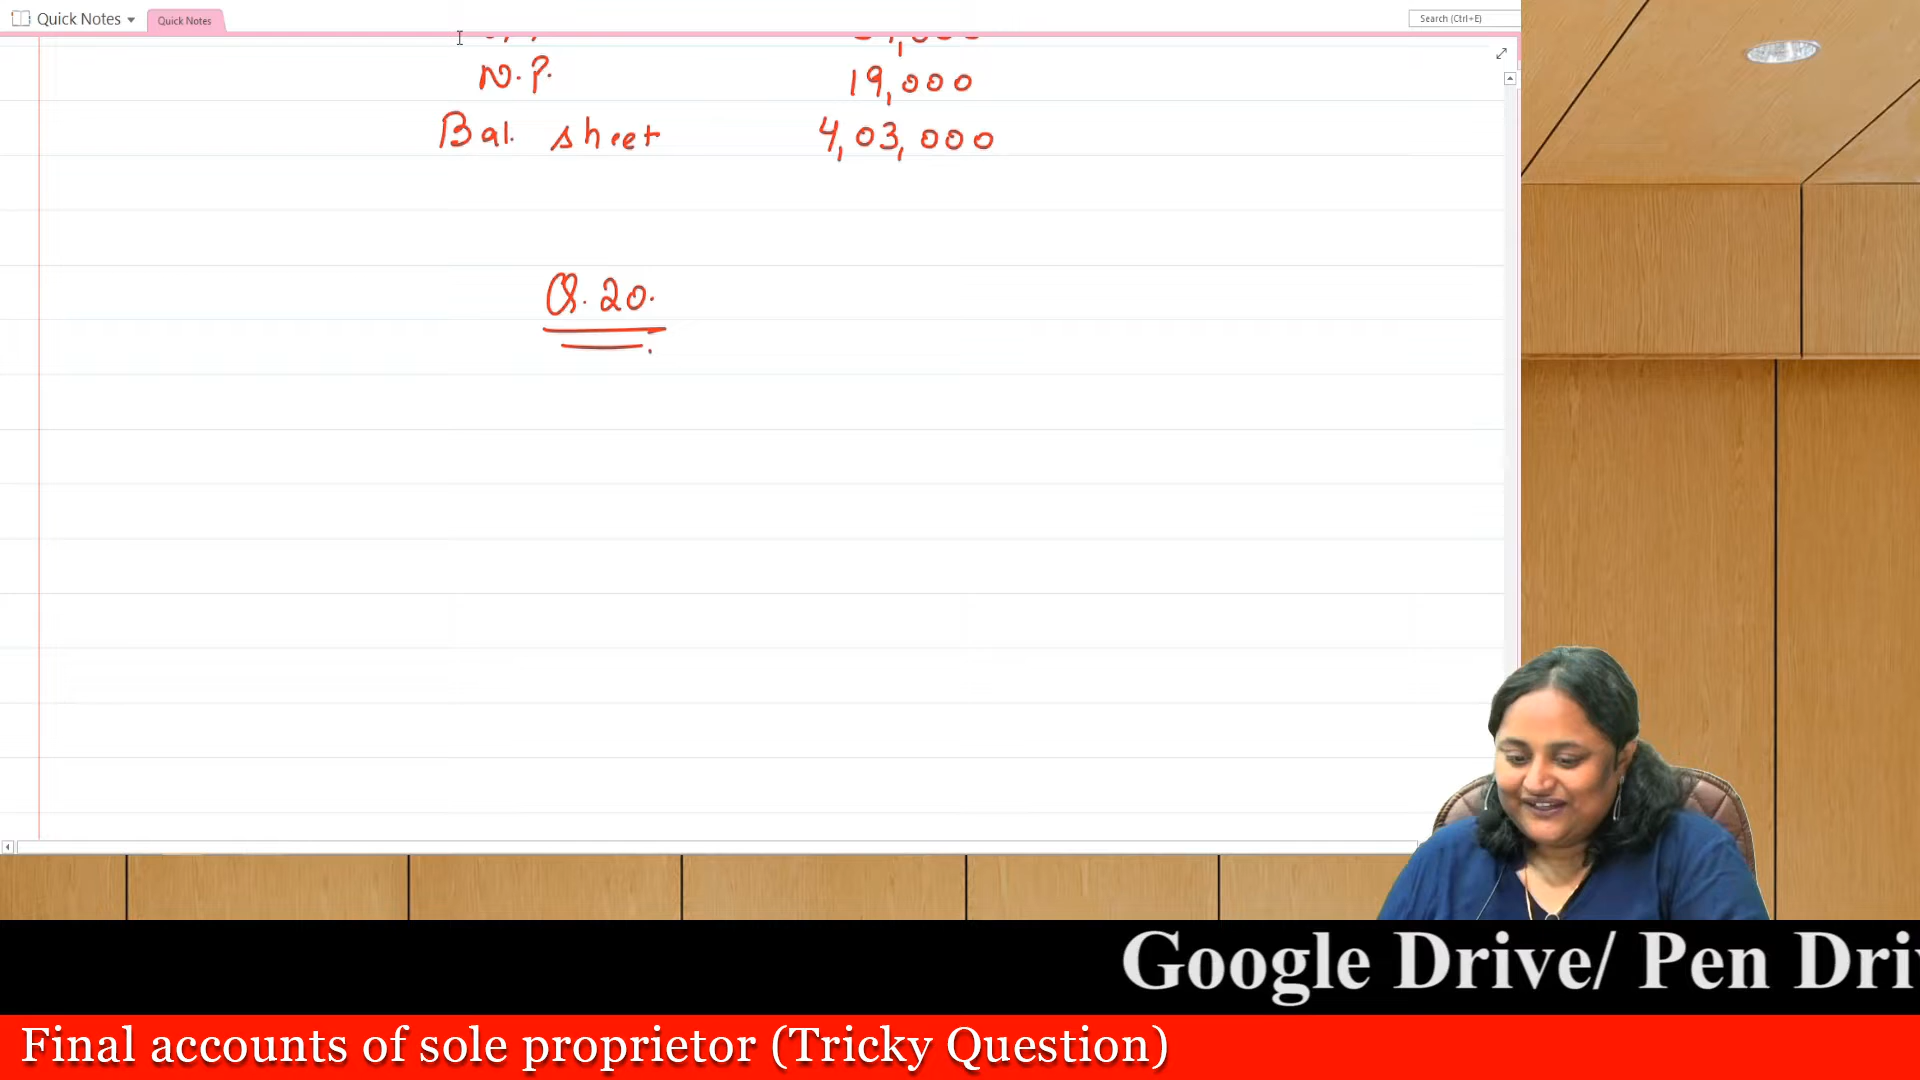 Quick Notes
Quick Notes
Search (Ctrl+E)
N.P. 19,000
Bal. sheet 4,03,000
Q.20.
Google Drive/ Pen Dri
Final accounts of sole proprietor (Tricky Question)